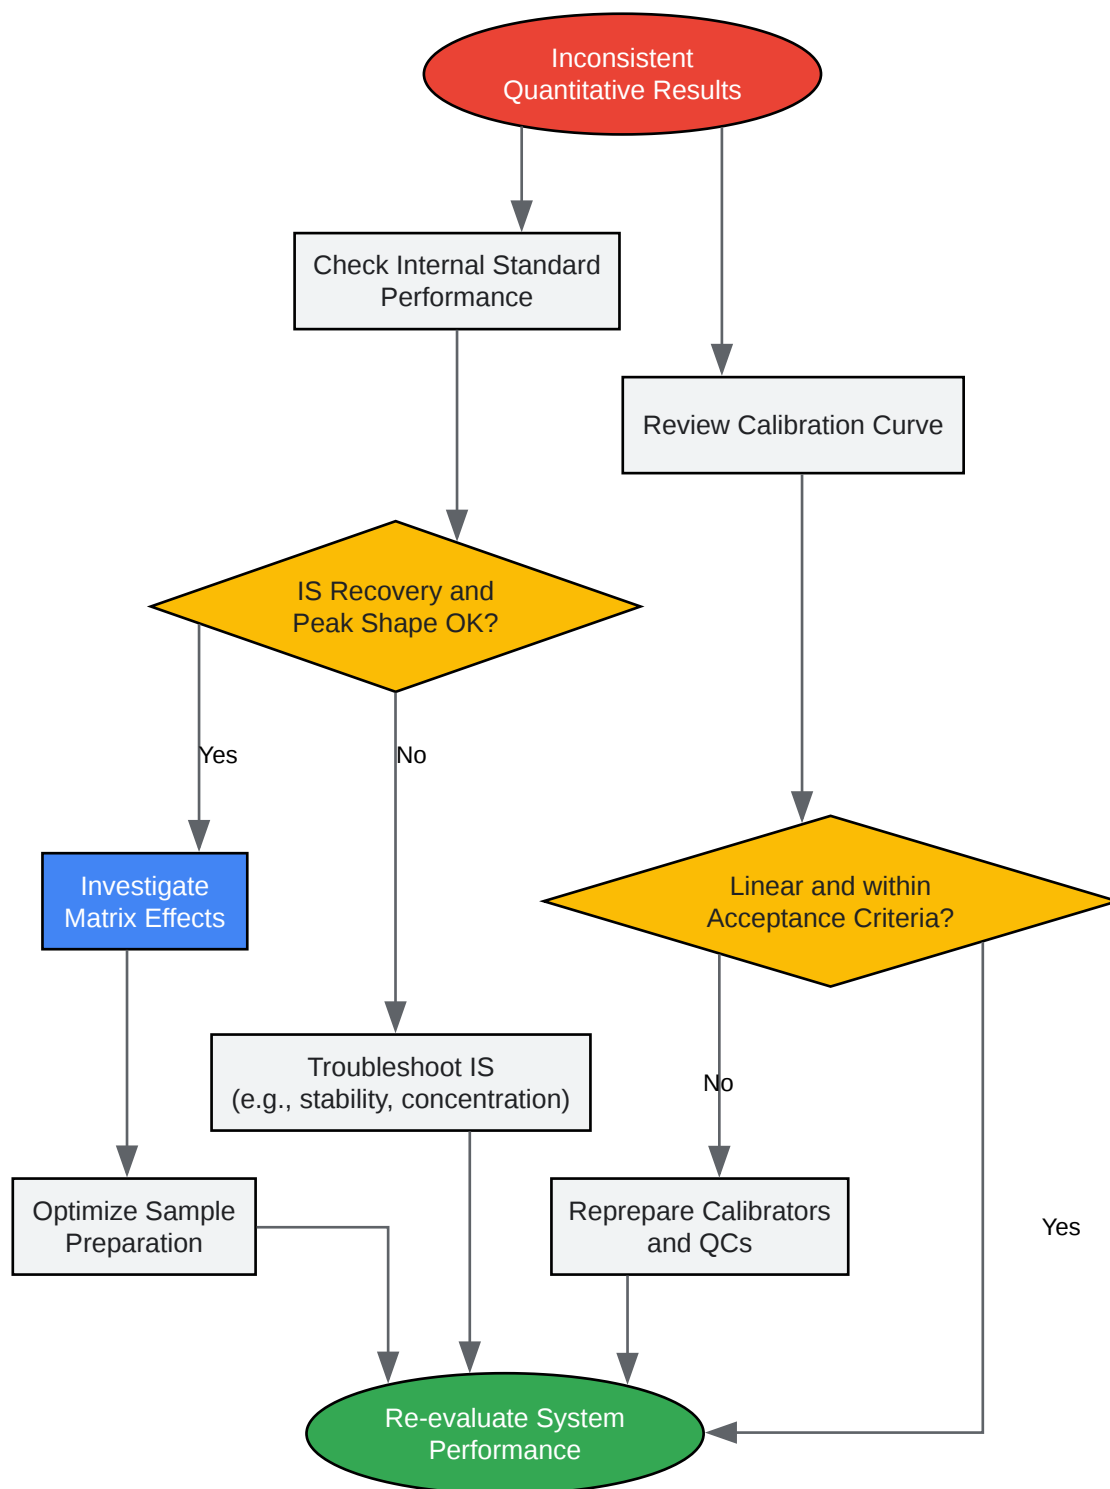 Inconsistent
Quantitative Results
Check Internal Standard
Performance
Review Calibration Curve
IS Recovery and
Peak Shape OK?
Yes
No
Investigate
Matrix Effects
Linear and within
Acceptance Criteria?
Troubleshoot IS
(e.g., stability, concentration)
No
Optimize Sample
Preparation
Reprepare Calibrators
and QCs
Yes
Re-evaluate System
Performance